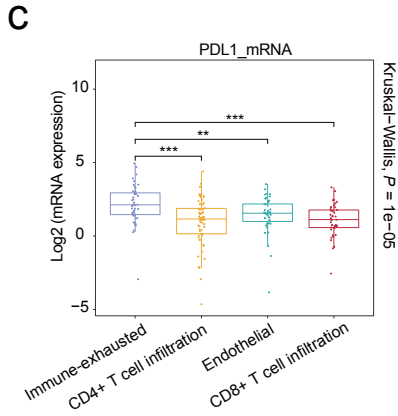 C
PDL1_mRNA
Log2 (mRNA expression)
10
5
0
−5
***
**
***
Kruskal−Wallis, P = 1e−05
Immune-exhausted
CD4+ T cell infiltration
Endothelial
CD8+ T cell infiltration